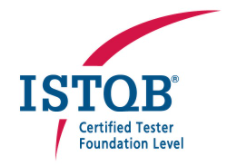 ISTQB®
Certified Tester
Foundation Level